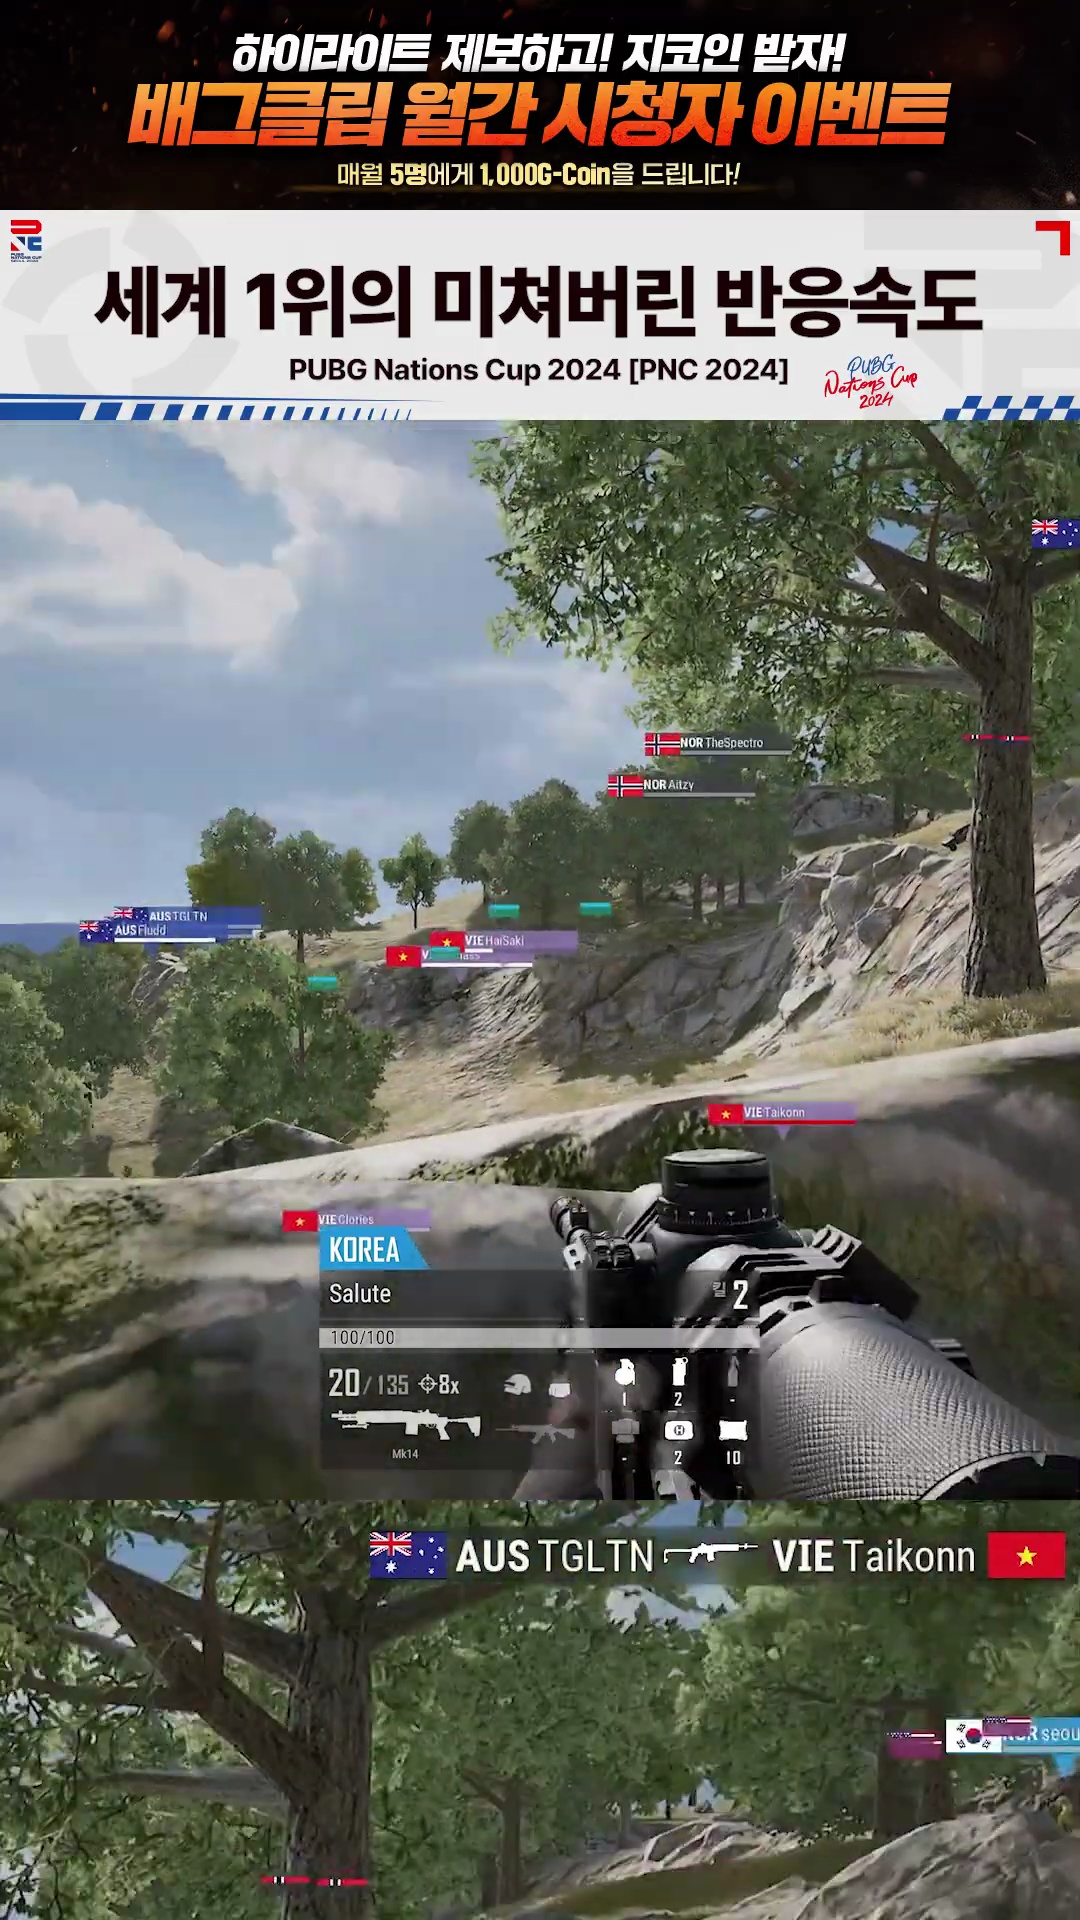 하이라이트 제보하고! 지코인 받자!
배그클립 월간 시청자 이벤트
매월 5명에게 1,000G-Coin을 드립니다!
세계 1위의 미쳐버린 반응속도
PUBG Nations Cup 2024 [PNC 2024]
PUBG
Nations Cup
2024
NOR TheSpectro
NOR Aitzy
AUS TGLTN
AUS Fludd
VIE HaiSaki
VIE Taikonn
VIE Clories
KOREA
Salute
킬 2
100/100
20/135 8x
1 2 -
Mk14
- 2 10
AUS TGLTN VIE Taikonn
seou